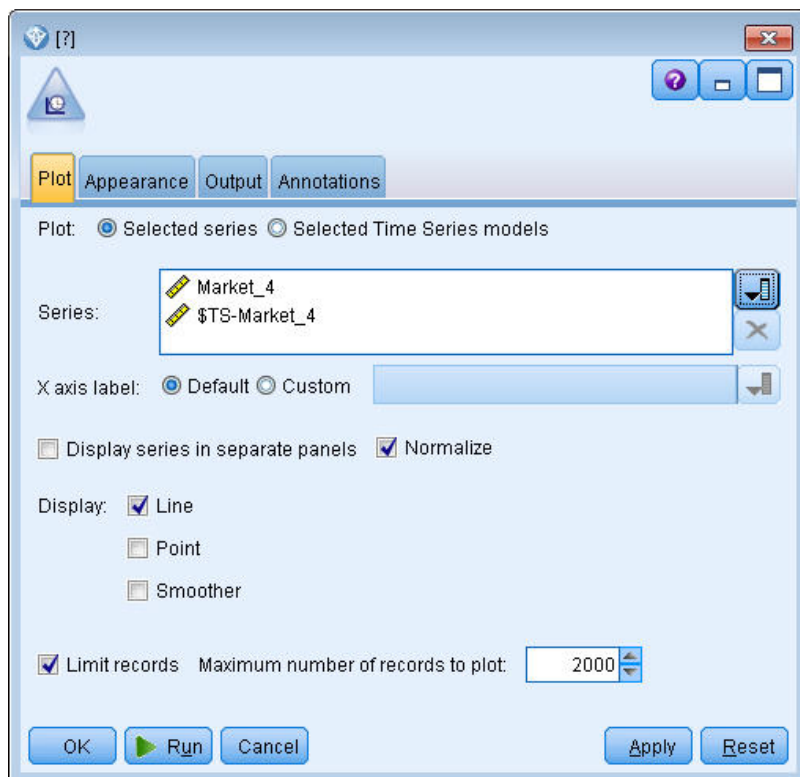 [?]
Plot Appearance Output Annotations
Plot: Selected series Selected Time Series models
Series:
Market_4
$TS-Market_4
X axis label: Default Custom
Display series in separate panels Normalize
Display: Line
Point
Smoother
Limit records Maximum number of records to plot: 2000
OK Run Cancel Apply Reset